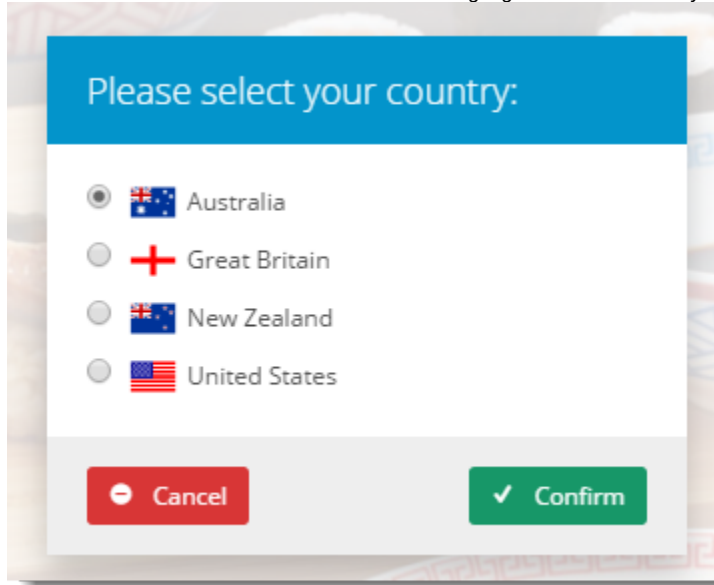 Please select your country:
Australia
Great Britain
New Zealand
United States
Cancel
Confirm